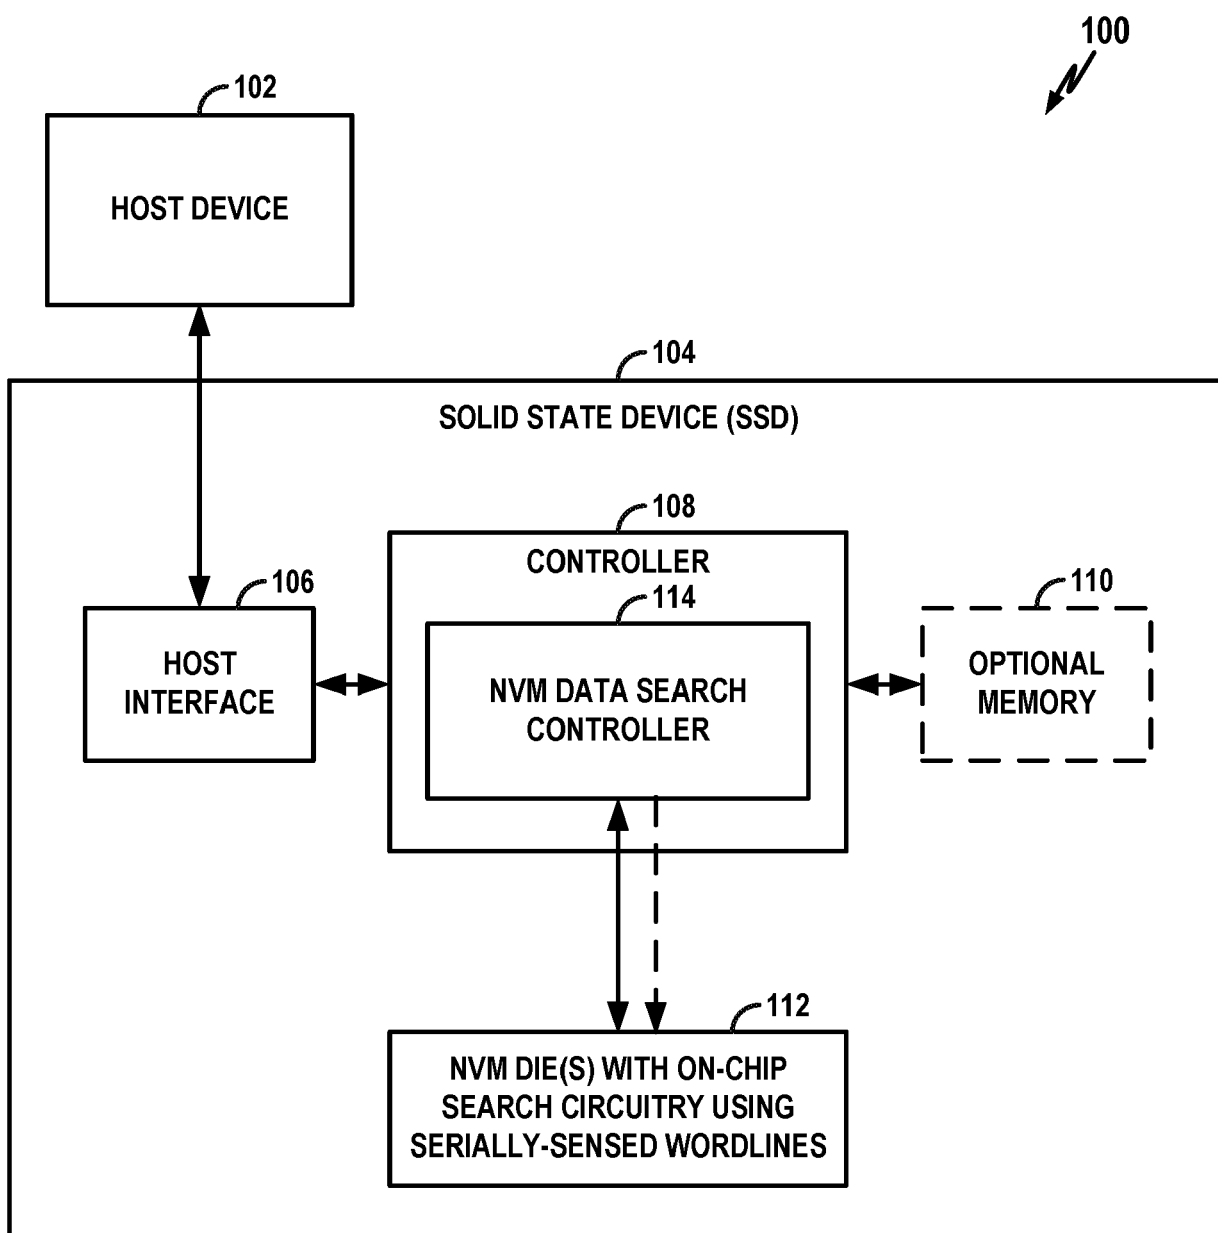 100
102
HOST DEVICE
104
SOLID STATE DEVICE (SSD)
108
CONTROLLER
106
HOST
INTERFACE
114
NVM DATA SEARCH
CONTROLLER
110
OPTIONAL
MEMORY
112
NVM DIE(S) WITH ON-CHIP
SEARCH CIRCUITRY USING
SERIALLY-SENSED WORDLINES